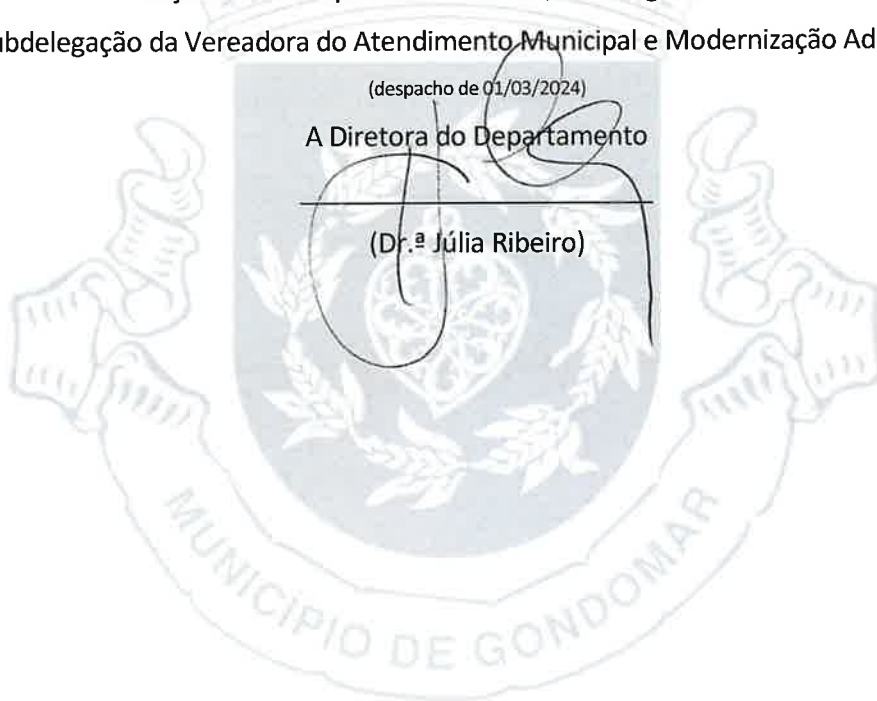 ubdelegação da Vereadora do Atendimento Municipal e Modernização Ad
(despacho de 01/03/2024)
A Diretora do Departamento
(Dr.ª Júlia Ribeiro)
MUNICÍPIO DE GONDOMAR